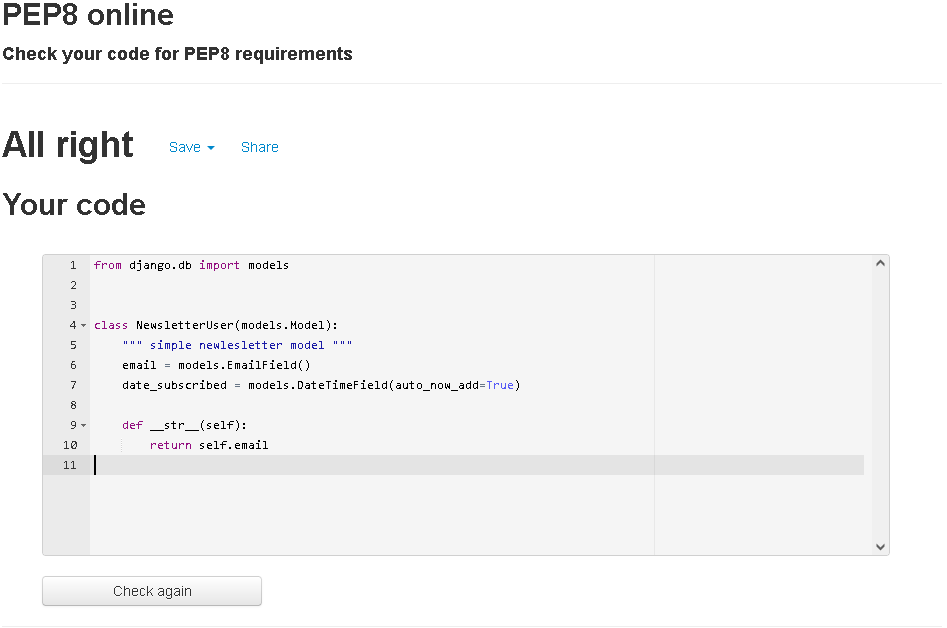 PEP8 online
Check your code for PEP8 requirements
All right Save Share
Your code
1 from django.db import models
2
3
4 class NewsletterUser(models.Model):
5 """ simple newlesletter model """
6 email = models.EmailField()
7 date_subscribed = models.DateTimeField(auto_now_add=True)
8
9 def __str__(self):
10 return self.email
11
Check again